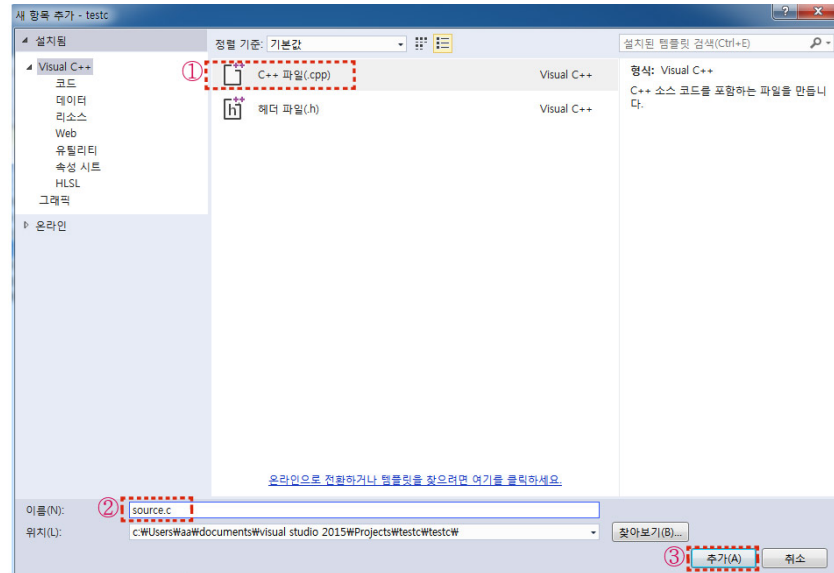 새 항목 추가 - testc
설치됨
정렬 기준: 기본값
설치된 템플릿 검색(Ctrl+E)
Visual C++
코드
데이터
리소스
Web
유틸리티
속성 시트
HLSL
그래픽
온라인
① C++ 파일(.cpp) Visual C++
헤더 파일(.h) Visual C++
형식: Visual C++
C++ 소스 코드를 포함하는 파일을 만듭니
다.
온라인으로 전환하거나 템플릿을 찾으려면 여기를 클릭하세요.
이름(N): ② source.c
위치(L): c:₩Users₩aa₩documents₩visual studio 2015₩Projects₩testc₩testc₩ 찾아보기(B)...
③ 추가(A) 취소